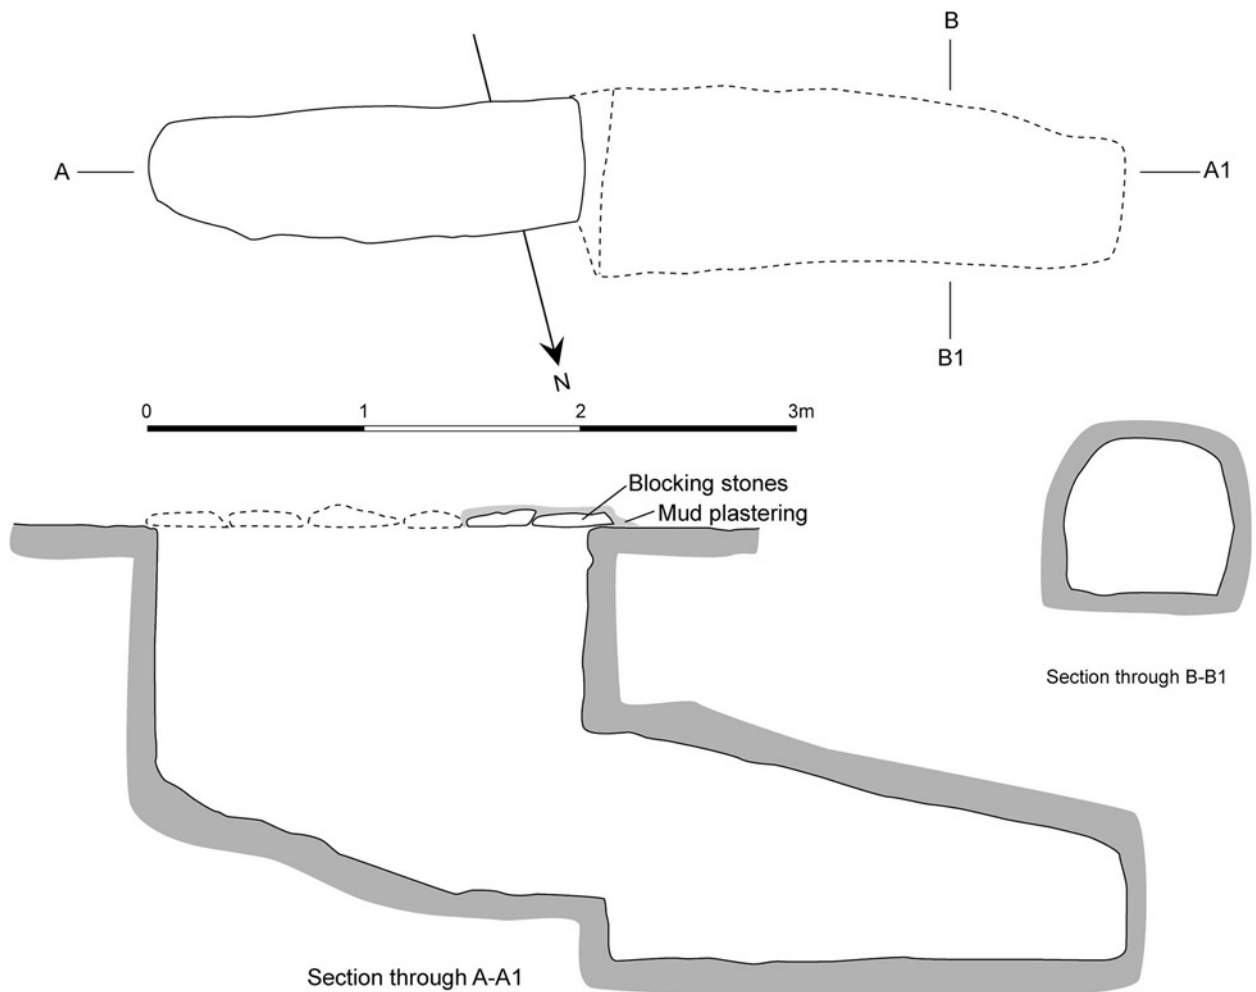 B
A
A1
B1
N
0 1 2 3m
Blocking stones
Mud plastering
Section through B-B1
Section through A-A1